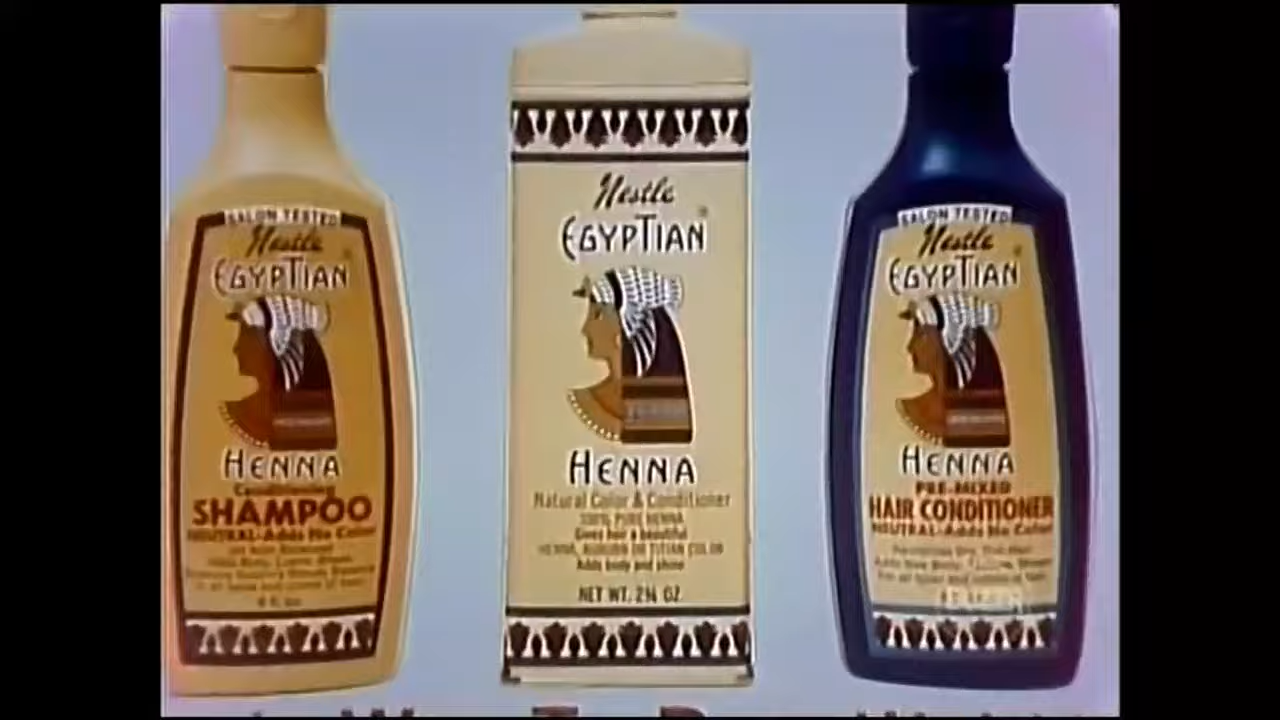 SALON TESTED
Nestle
EGYPTIAN
HENNA
Conditioning
SHAMPOO
NEUTRAL-Adds No Color
Nestle
EGYPTIAN
HENNA
Natural Color & Conditioner
100% PURE HENNA
Gives hair a beautiful
HENNA, AUBURN OR TITIAN COLOR
Adds body and shine
NET WT. 2¾ OZ.
SALON TESTED
Nestle
EGYPTIAN
HENNA
PRE-MIXED
HAIR CONDITIONER
NEUTRAL-Adds No Color